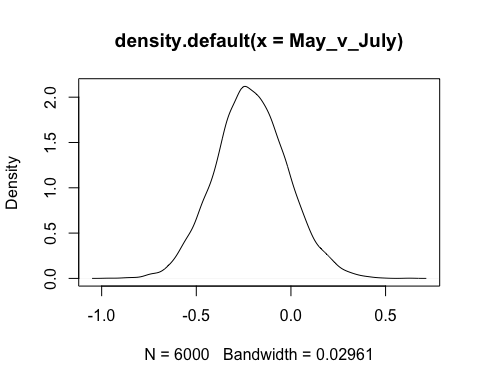 density.default(x = May_v_July)
Density
2.0
1.5
1.0
0.5
0.0
-1.0 -0.5 0.0 0.5
N = 6000 Bandwidth = 0.02961